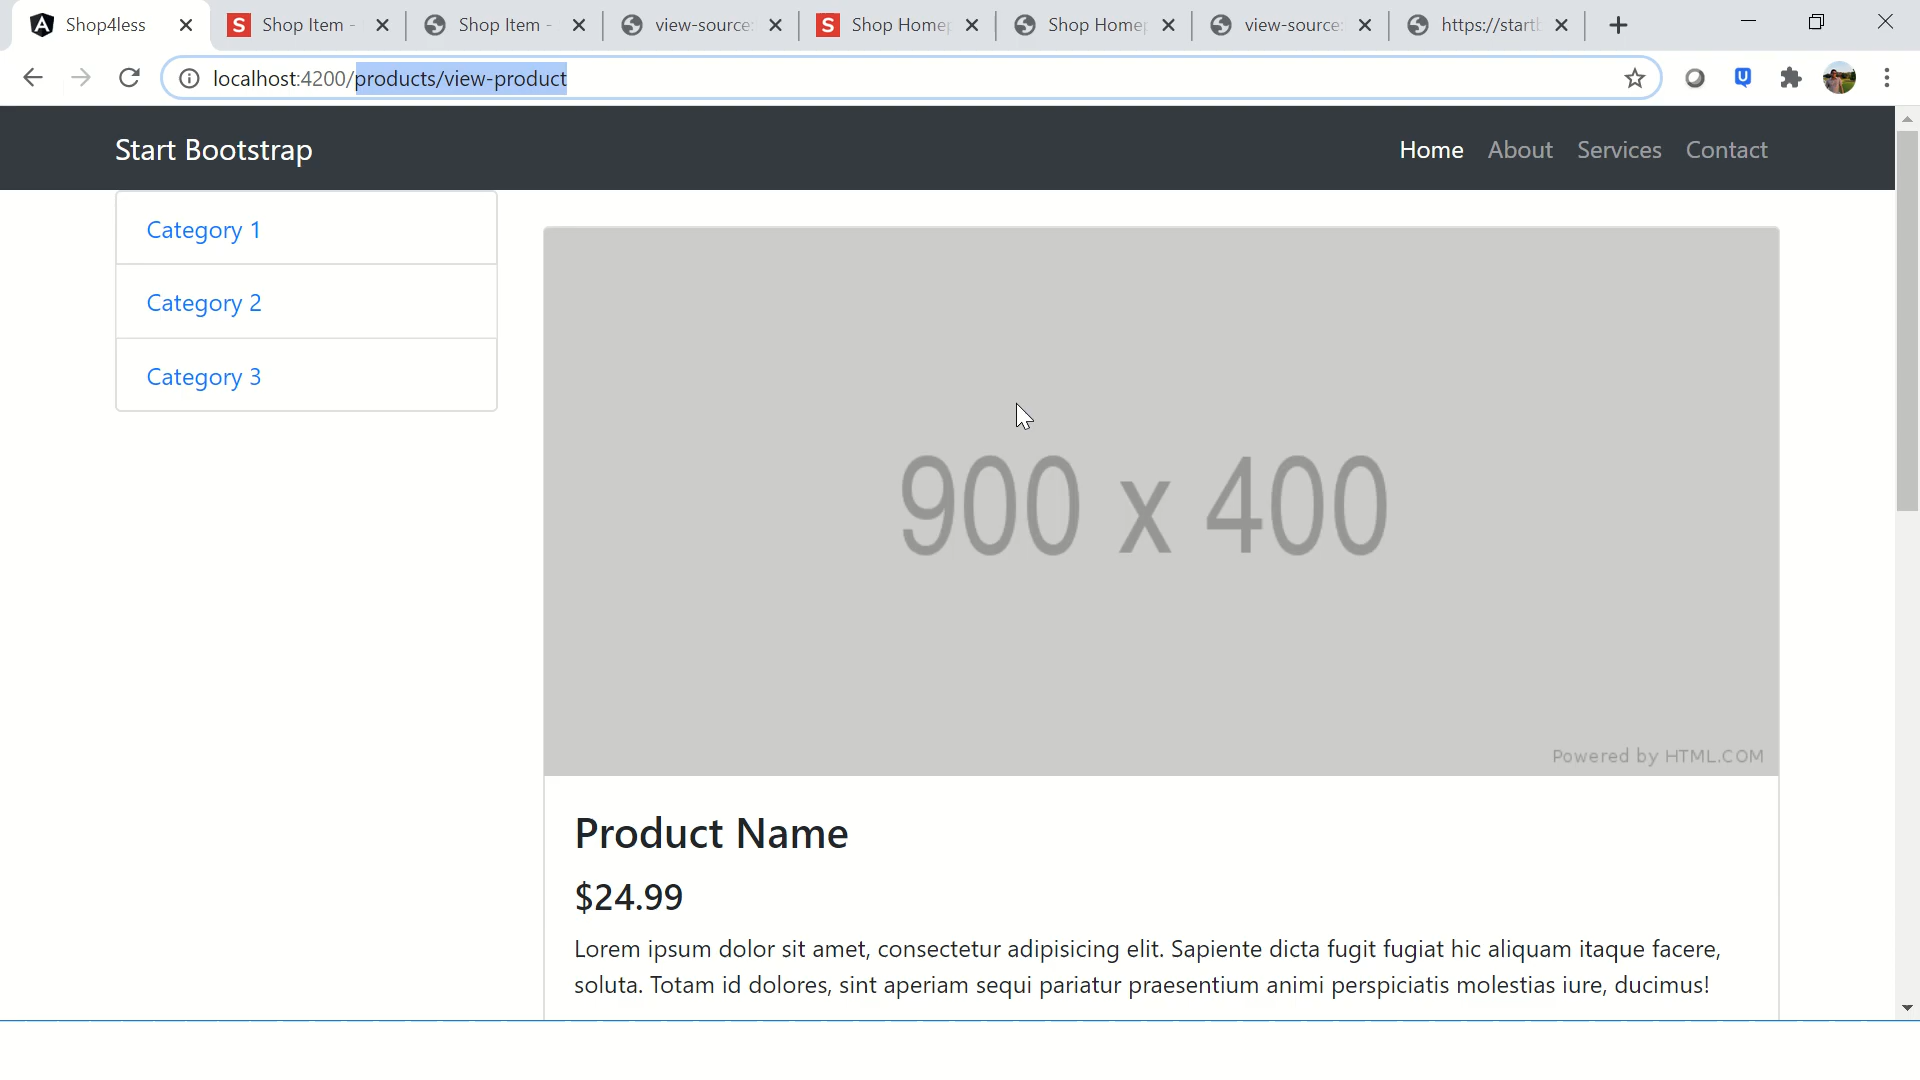 Shop4less
Shop Item -
Shop Item -
view-source:
Shop Home
Shop Home
view-source:
https://start
localhost:4200/products/view-product
Start Bootstrap
Home About Services Contact
Category 1
Category 2
Category 3
900 x 400
Powered by HTML.COM
Product Name
$24.99
Lorem ipsum dolor sit amet, consectetur adipisicing elit. Sapiente dicta fugit fugiat hic aliquam itaque facere,
soluta. Totam id dolores, sint aperiam sequi pariatur praesentium animi perspiciatis molestias iure, ducimus!